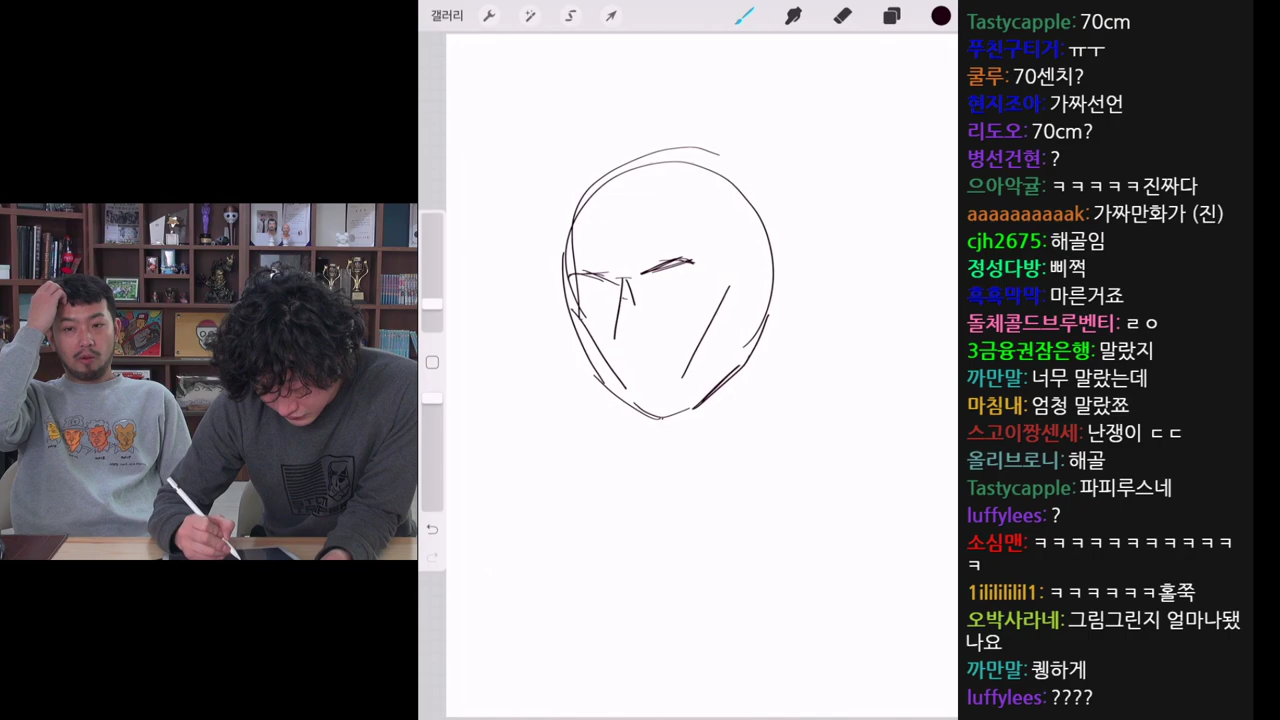 갤러리
Tastycapple: 70cm
푸친구티거: ㅠㅜ
쿨루: 70센치?
현지조아: 가짜선언
리도오: 70cm?
병선건현: ?
으아악귤: ㅋㅋㅋㅋㅋ진짜다
aaaaaaaaaak: 가짜만화가 (진)
cjh2675: 해골임
정성다방: 삐쩍
흑흑막막: 마른거죠
돌체콜드브루벤티: ㄹㅇ
3금융권잠은행: 말랐지
까만말: 너무 말랐는데
마침내: 엄청 말랐쬬
스고이짱센세: 난쟁이 ㄷㄷ
올리브로니: 해골
Tastycapple: 파피루스네
luffylees: ?
소심맨: ㅋㅋㅋㅋㅋㅋㅋㅋㅋㅋㅋ
ㅋ
1ilililililil1: ㅋㅋㅋㅋㅋㅋ홀쭉
오박사라네: 그림그린지 얼마나됐
나요
까만말: 퀭하게
luffylees: ????